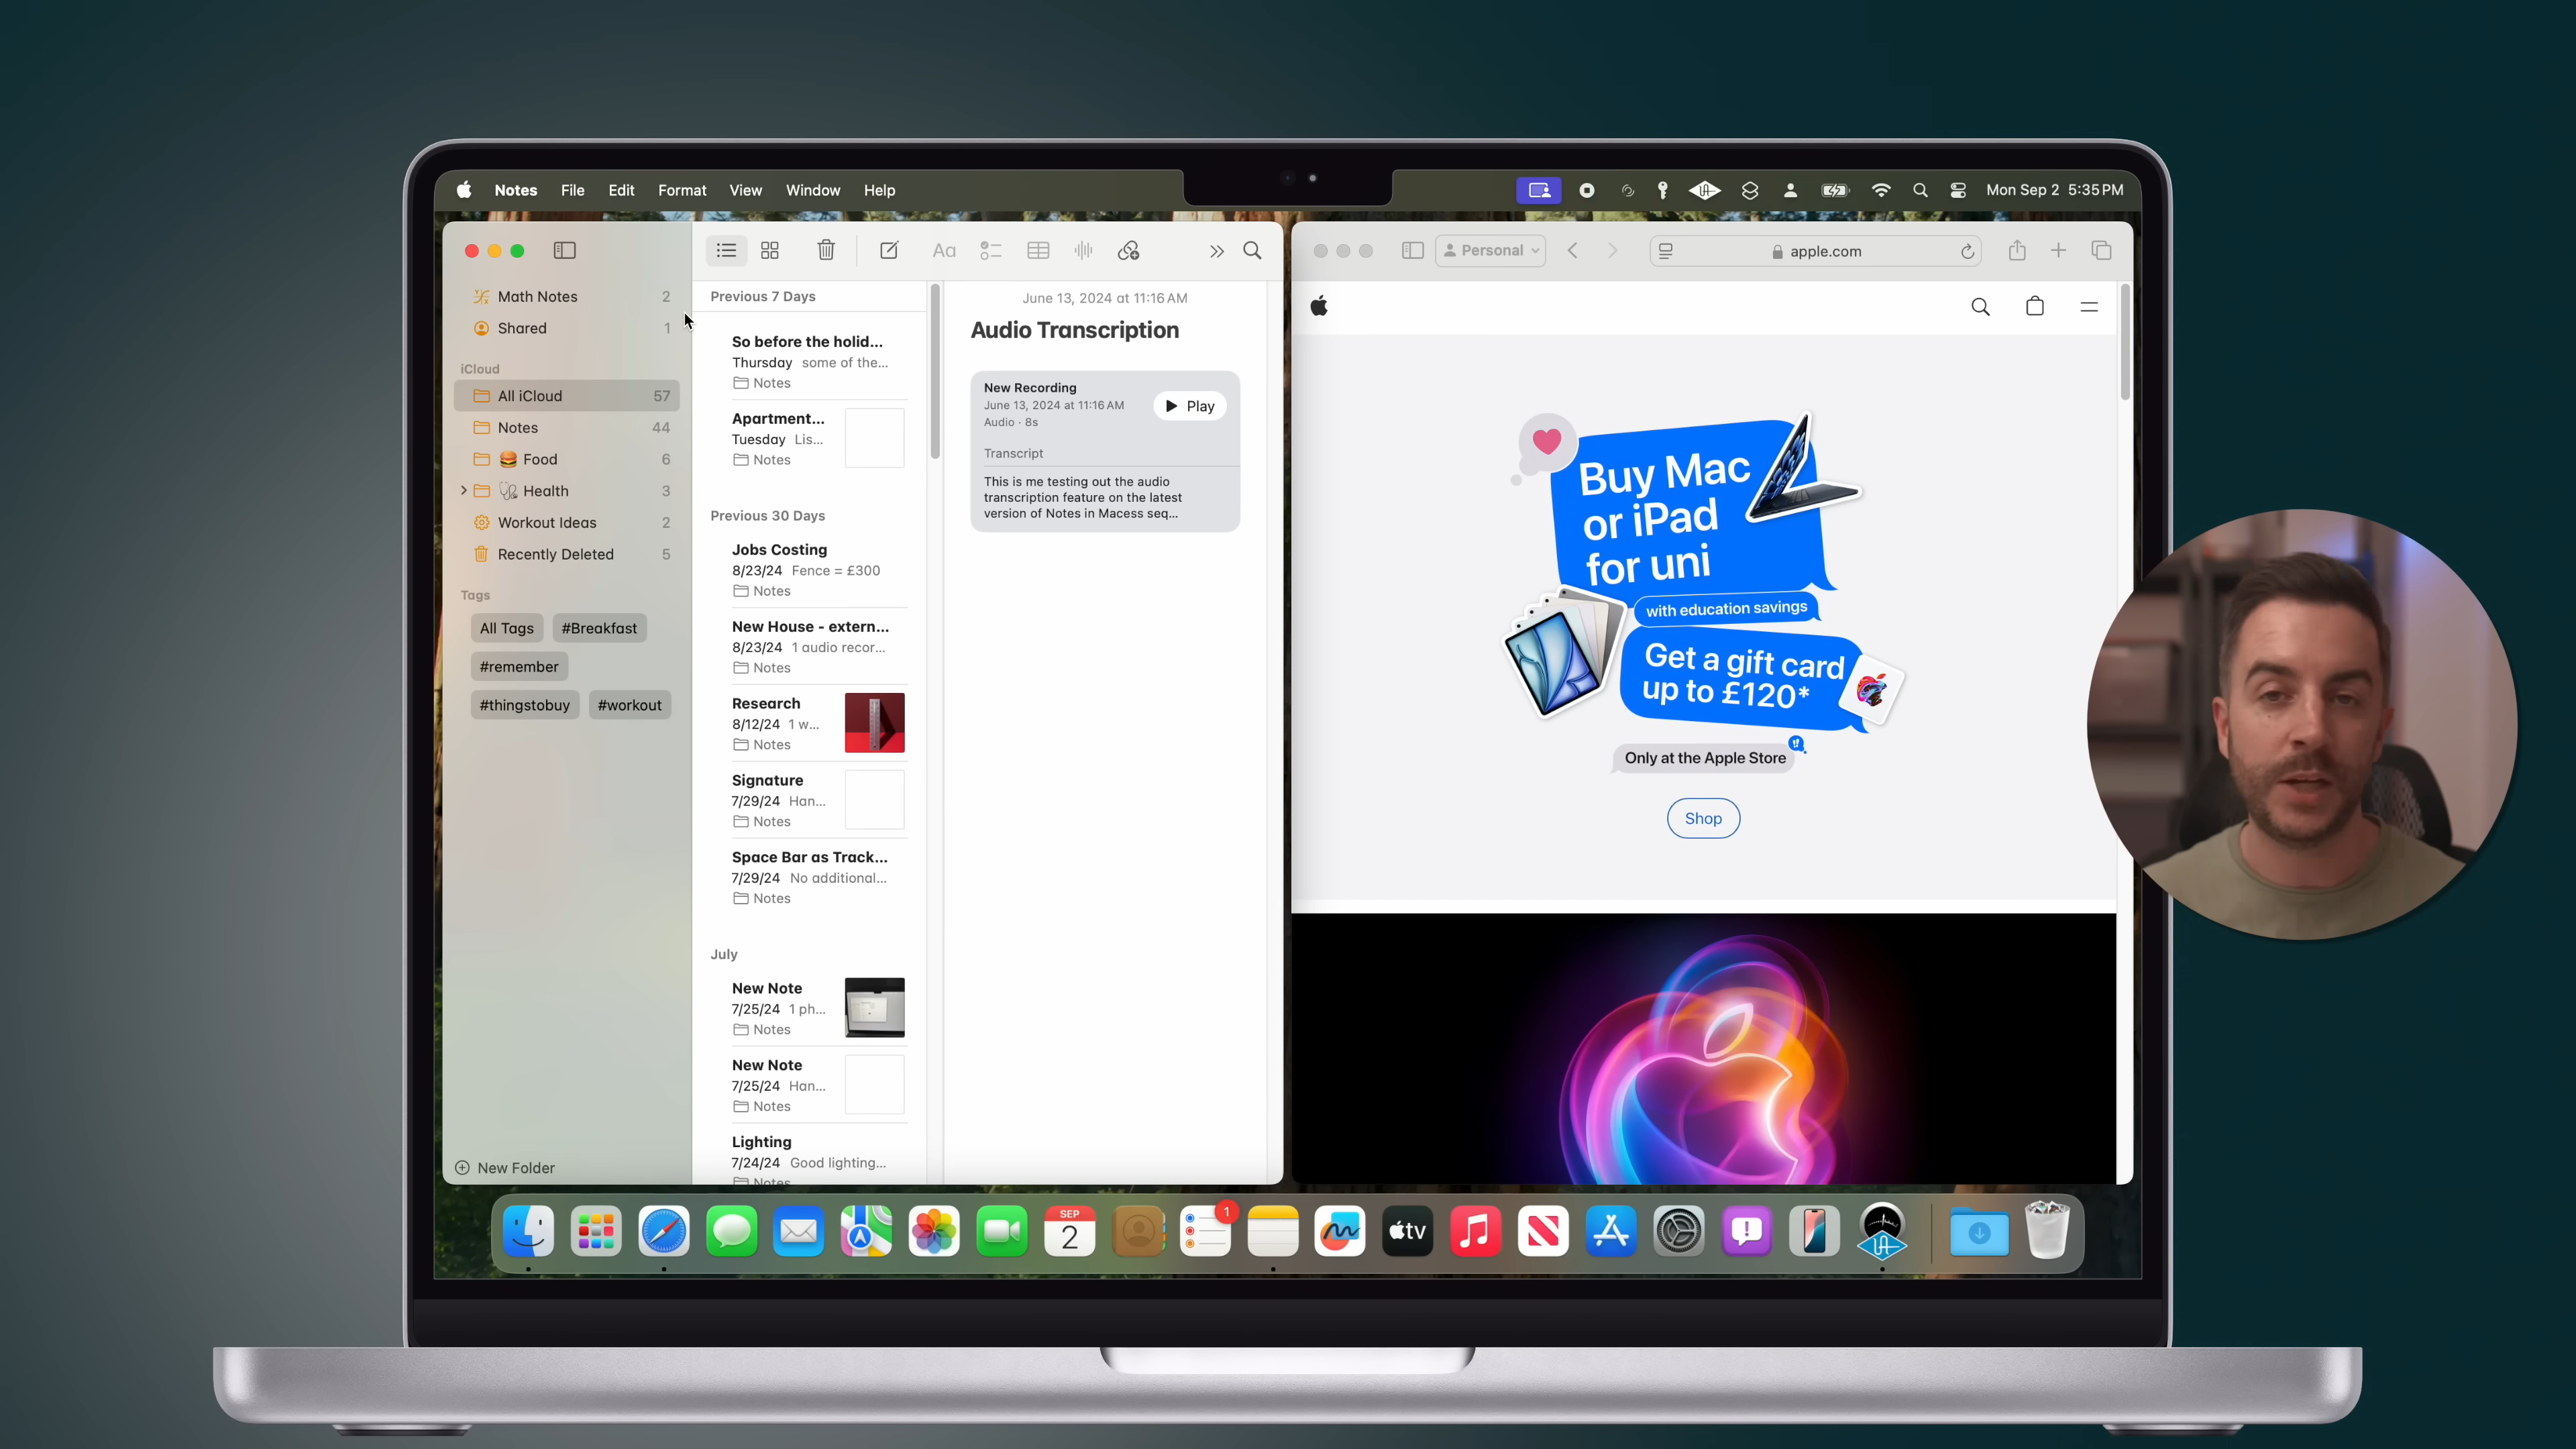 Notes File Edit Format View Window Help
Mon Sep 2 5:35 PM
Math Notes 2
Shared 1
iCloud
All iCloud 57
Notes 44
Food 6
Health 3
Workout Ideas 2
Recently Deleted 5
Tags
All Tags #Breakfast
#remember
#thingstobuy #workout
New Folder
Aa
Previous 7 Days
So before the holid...
Thursday some of the...
Notes
Apartment...
Tuesday Lis...
Notes
Previous 30 Days
Jobs Costing
8/23/24 Fence = £300
Notes
New House - extern...
8/23/24 1 audio recor...
Notes
Research
8/12/24 1 w...
Notes
Signature
7/29/24 Han...
Notes
Space Bar as Track...
7/29/24 No additional...
Notes
July
New Note
7/25/24 1 ph...
Notes
New Note
7/25/24 Han...
Notes
Lighting
7/24/24 Good lighting...
Notes
June 13, 2024 at 11:16 AM
Audio Transcription
New Recording
June 13, 2024 at 11:16 AM
Audio · 8s
Play
Transcript
This is me testing out the audio
transcription feature on the latest
version of Notes in Macess seq...
Personal
apple.com
Buy Mac
or iPad
for uni
with education savings
Get a gift card
up to £120*
Only at the Apple Store
Shop
SEP
2
1
tv